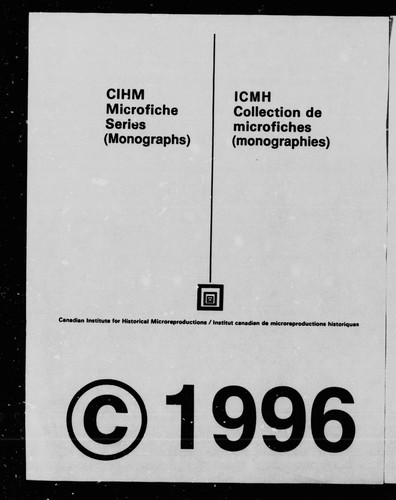 CIHM
Microfiche
Series
(Monographs)
ICMH
Collection de
microfiches
(monographies)
Canadian Institute for Historical Microreproductions / Institut canadien de microreproductions historiques
© 1996